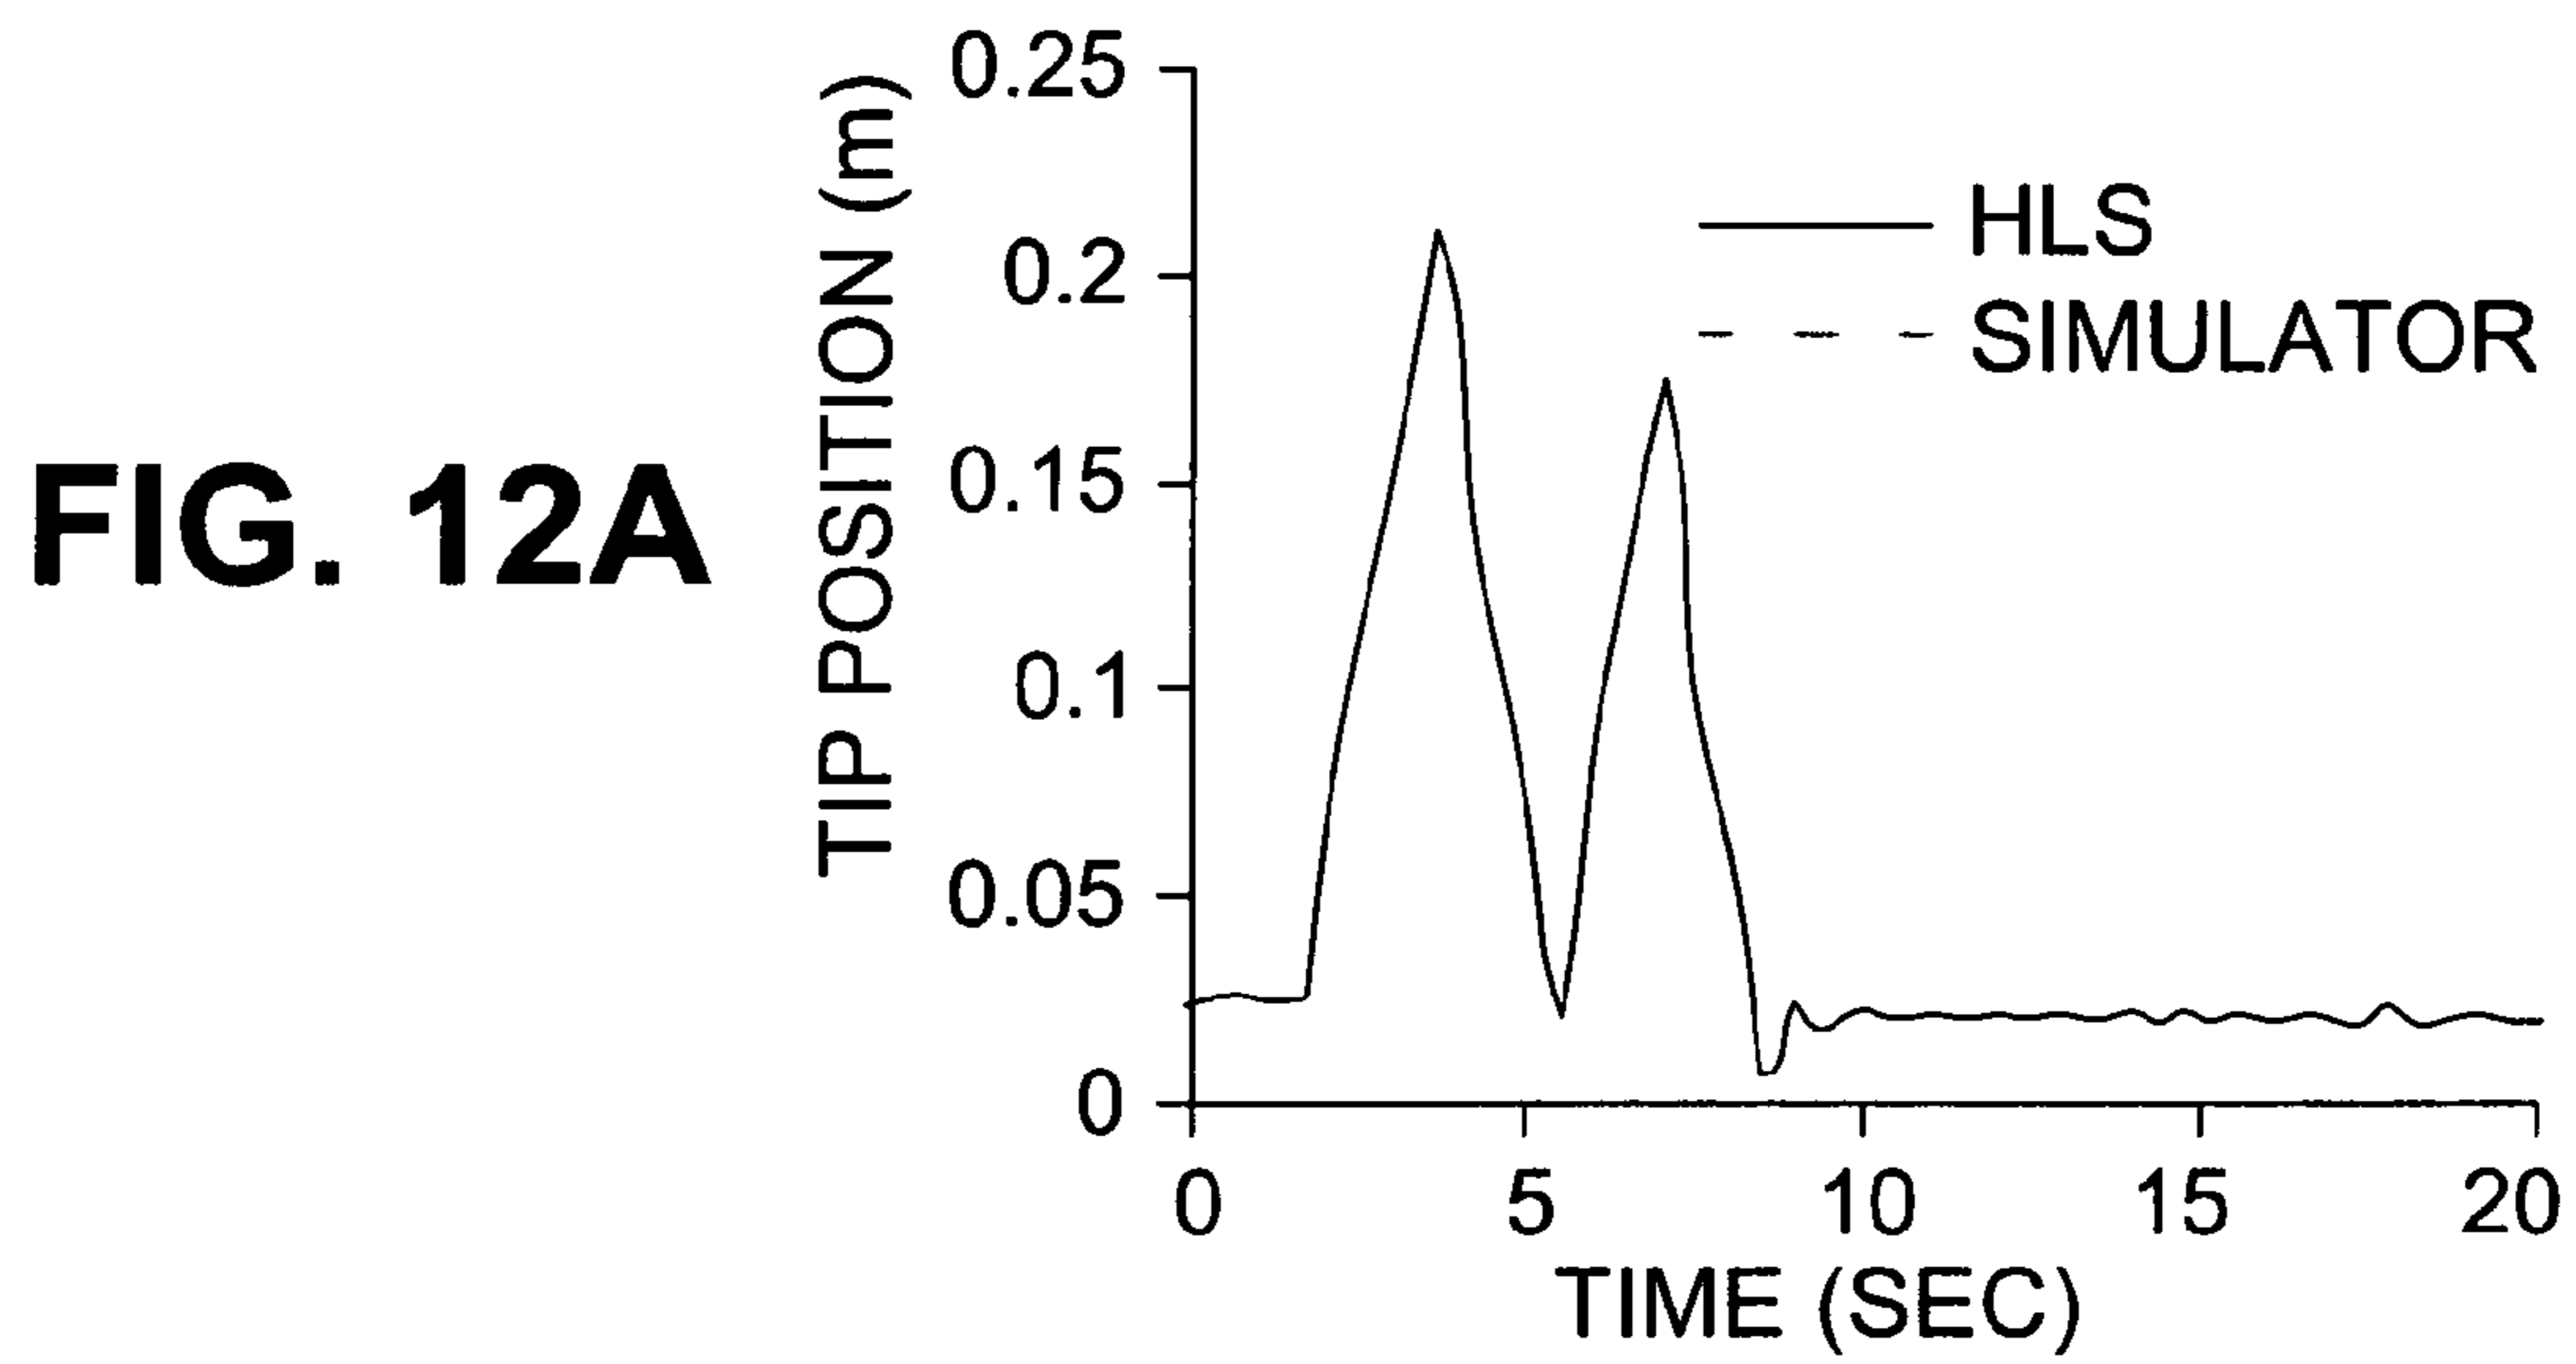 FIG. 12A
TIP POSITION (m)
0.25
0.2
0.15
0.1
0.05
0
HLS
SIMULATOR
0 5 10 15 20
TIME (SEC)